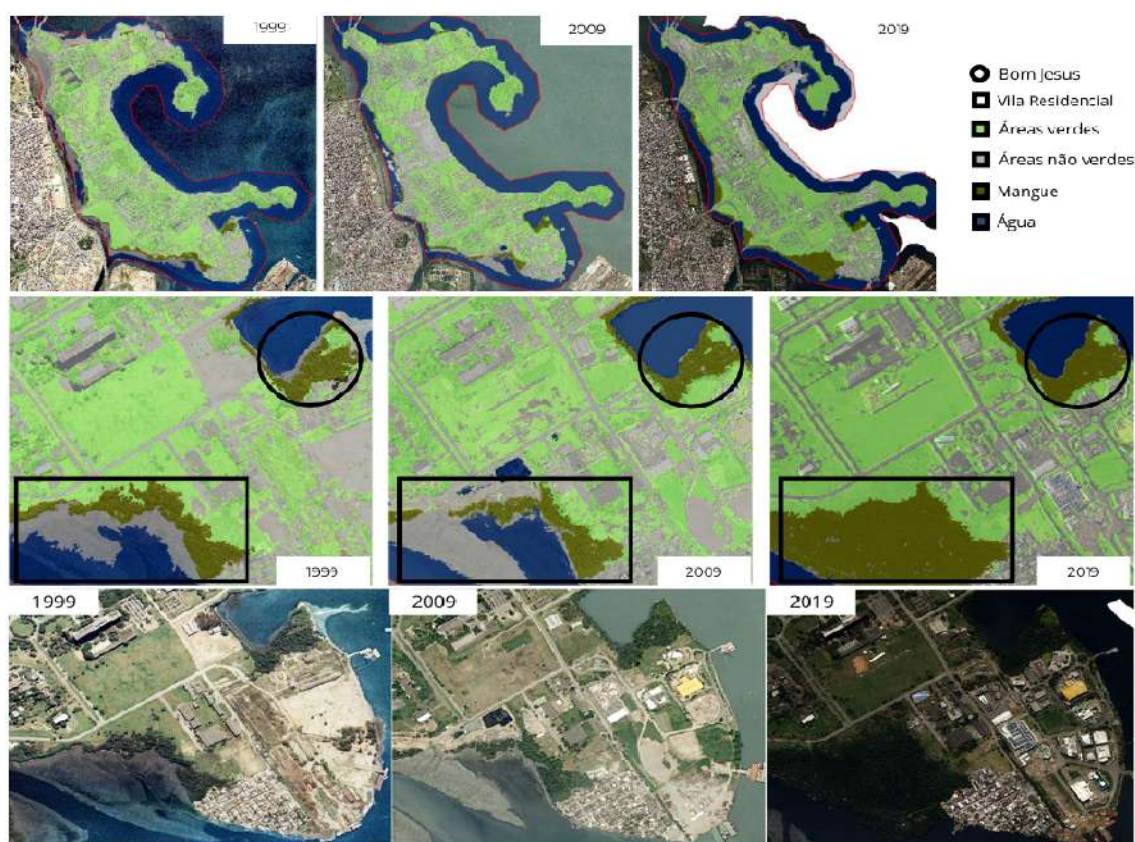 1999
2009
2019
Bom Jesus
Vila Residencial
Áreas verdes
Áreas não verdes
Mangue
Água
1999
2009
2019
1999
2009
2019